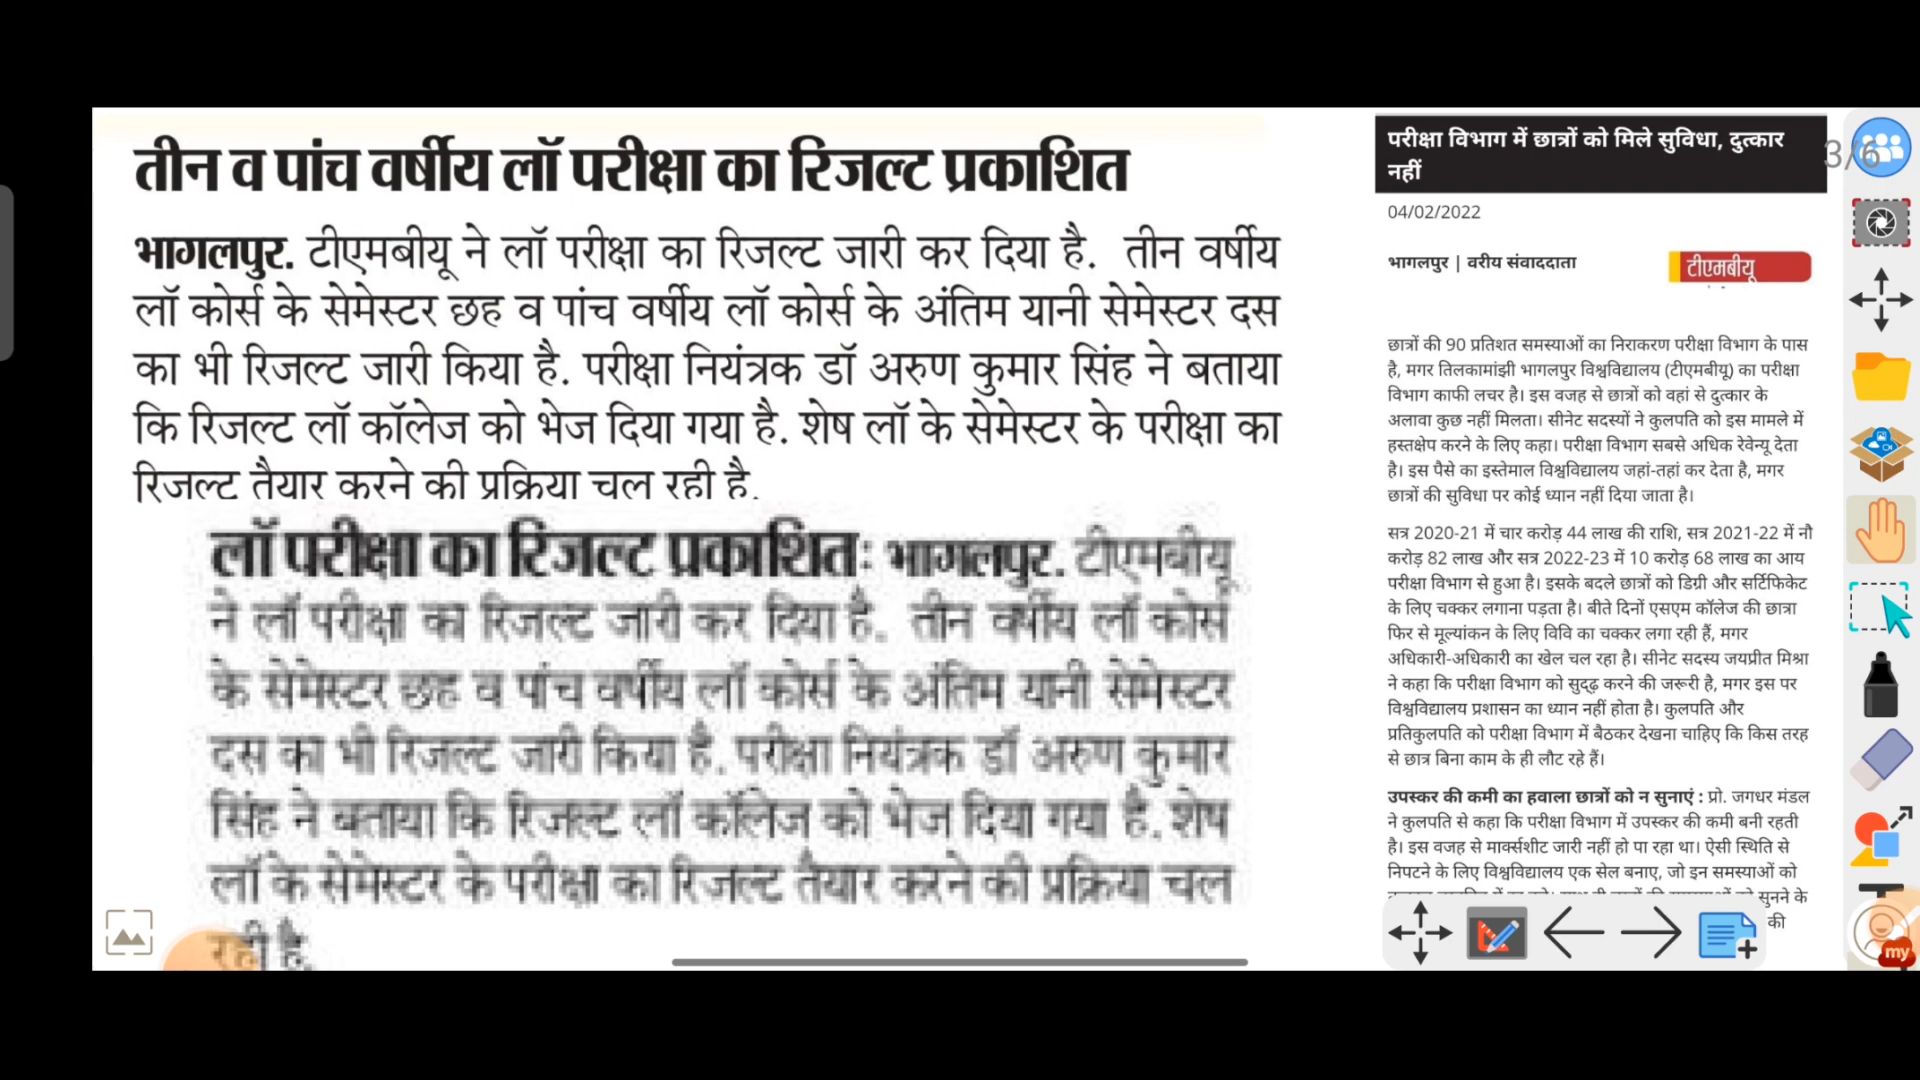 तीन व पांच वर्षीय लॉ परीक्षा का रिजल्ट प्रकाशित
भागलपुर. टीएमबीयू ने लॉ परीक्षा का रिजल्ट जारी कर दिया है. तीन वर्षीय
लॉ कोर्स के सेमेस्टर छह व पांच वर्षीय लॉ कोर्स के अंतिम यानी सेमेस्टर दस
का भी रिजल्ट जारी किया है. परीक्षा नियंत्रक डॉ अरुण कुमार सिंह ने बताया
कि रिजल्ट लॉ कॉलेज को भेज दिया गया है. शेष लॉ के सेमेस्टर के परीक्षा का
रिजल्ट तैयार करने की प्रक्रिया चल रही है.
लॉ परीक्षा का रिजल्ट प्रकाशित: भागलपुर. टीएमबीयू
ने लॉ परीक्षा का रिजल्ट जारी कर दिया है. तीन वर्षीय लॉ कोर्स
के सेमेस्टर छह व पांच वर्षीय लॉ कोर्स के अंतिम यानी सेमेस्टर
दस का भी रिजल्ट जारी किया है. परीक्षा नियंत्रक डॉ अरुण कुमार
सिंह ने बताया कि रिजल्ट लॉ कॉलेज को भेज दिया गया है. शेष
लॉ के सेमेस्टर के परीक्षा का रिजल्ट तैयार करने की प्रक्रिया चल
रही है.
परीक्षा विभाग में छात्रों को मिले सुविधा, दुत्कार
नहीं
3/6
04/02/2022
भागलपुर | वरीय संवाददाता
टीएमबीयू
छात्रों की 90 प्रतिशत समस्याओं का निराकरण परीक्षा विभाग के पास
है, मगर तिलकामांझी भागलपुर विश्वविद्यालय (टीएमबीयू) का परीक्षा
विभाग काफी लचर है। इस वजह से छात्रों को वहां से दुत्कार के
अलावा कुछ नहीं मिलता। सीनेट सदस्यों ने कुलपति को इस मामले में
हस्तक्षेप करने के लिए कहा। परीक्षा विभाग सबसे अधिक रेवेन्यू देता
है। इस पैसे का इस्तेमाल विश्वविद्यालय जहां-तहां कर देता है, मगर
छात्रों की सुविधा पर कोई ध्यान नहीं दिया जाता है।
सत्र 2020-21 में चार करोड़ 44 लाख की राशि, सत्र 2021-22 में नौ
करोड़ 82 लाख और सत्र 2022-23 में 10 करोड़ 68 लाख का आय
परीक्षा विभाग से हुआ है। इसके बदले छात्रों को डिग्री और सर्टिफिकेट
के लिए चक्कर लगाना पड़ता है। बीते दिनों एसएम कॉलेज की छात्रा
फिर से मूल्यांकन के लिए विवि का चक्कर लगा रही हैं, मगर
अधिकारी-अधिकारी का खेल चल रहा है। सीनेट सदस्य जयप्रीत मिश्रा
ने कहा कि परीक्षा विभाग को सुदृढ़ करने की जरूरी है, मगर इस पर
विश्वविद्यालय प्रशासन का ध्यान नहीं होता है। कुलपति और
प्रतिकुलपति को परीक्षा विभाग में बैठकर देखना चाहिए कि किस तरह
से छात्र बिना काम के ही लौट रहे हैं।
उपस्कर की कमी का हवाला छात्रों को न सुनाएं : प्रो. जगधर मंडल
ने कुलपति से कहा कि परीक्षा विभाग में उपस्कर की कमी बनी रहती
है। इस वजह से मार्क्सशीट जारी नहीं हो पा रहा था। ऐसी स्थिति से
निपटने के लिए विश्वविद्यालय एक सेल बनाए, जो इन समस्याओं को
सुनने के
की
my